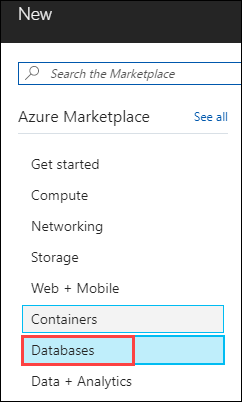 New
Search the Marketplace
Azure Marketplace See all
Get started
Compute
Networking
Storage
Web + Mobile
Containers
Databases
Data + Analytics